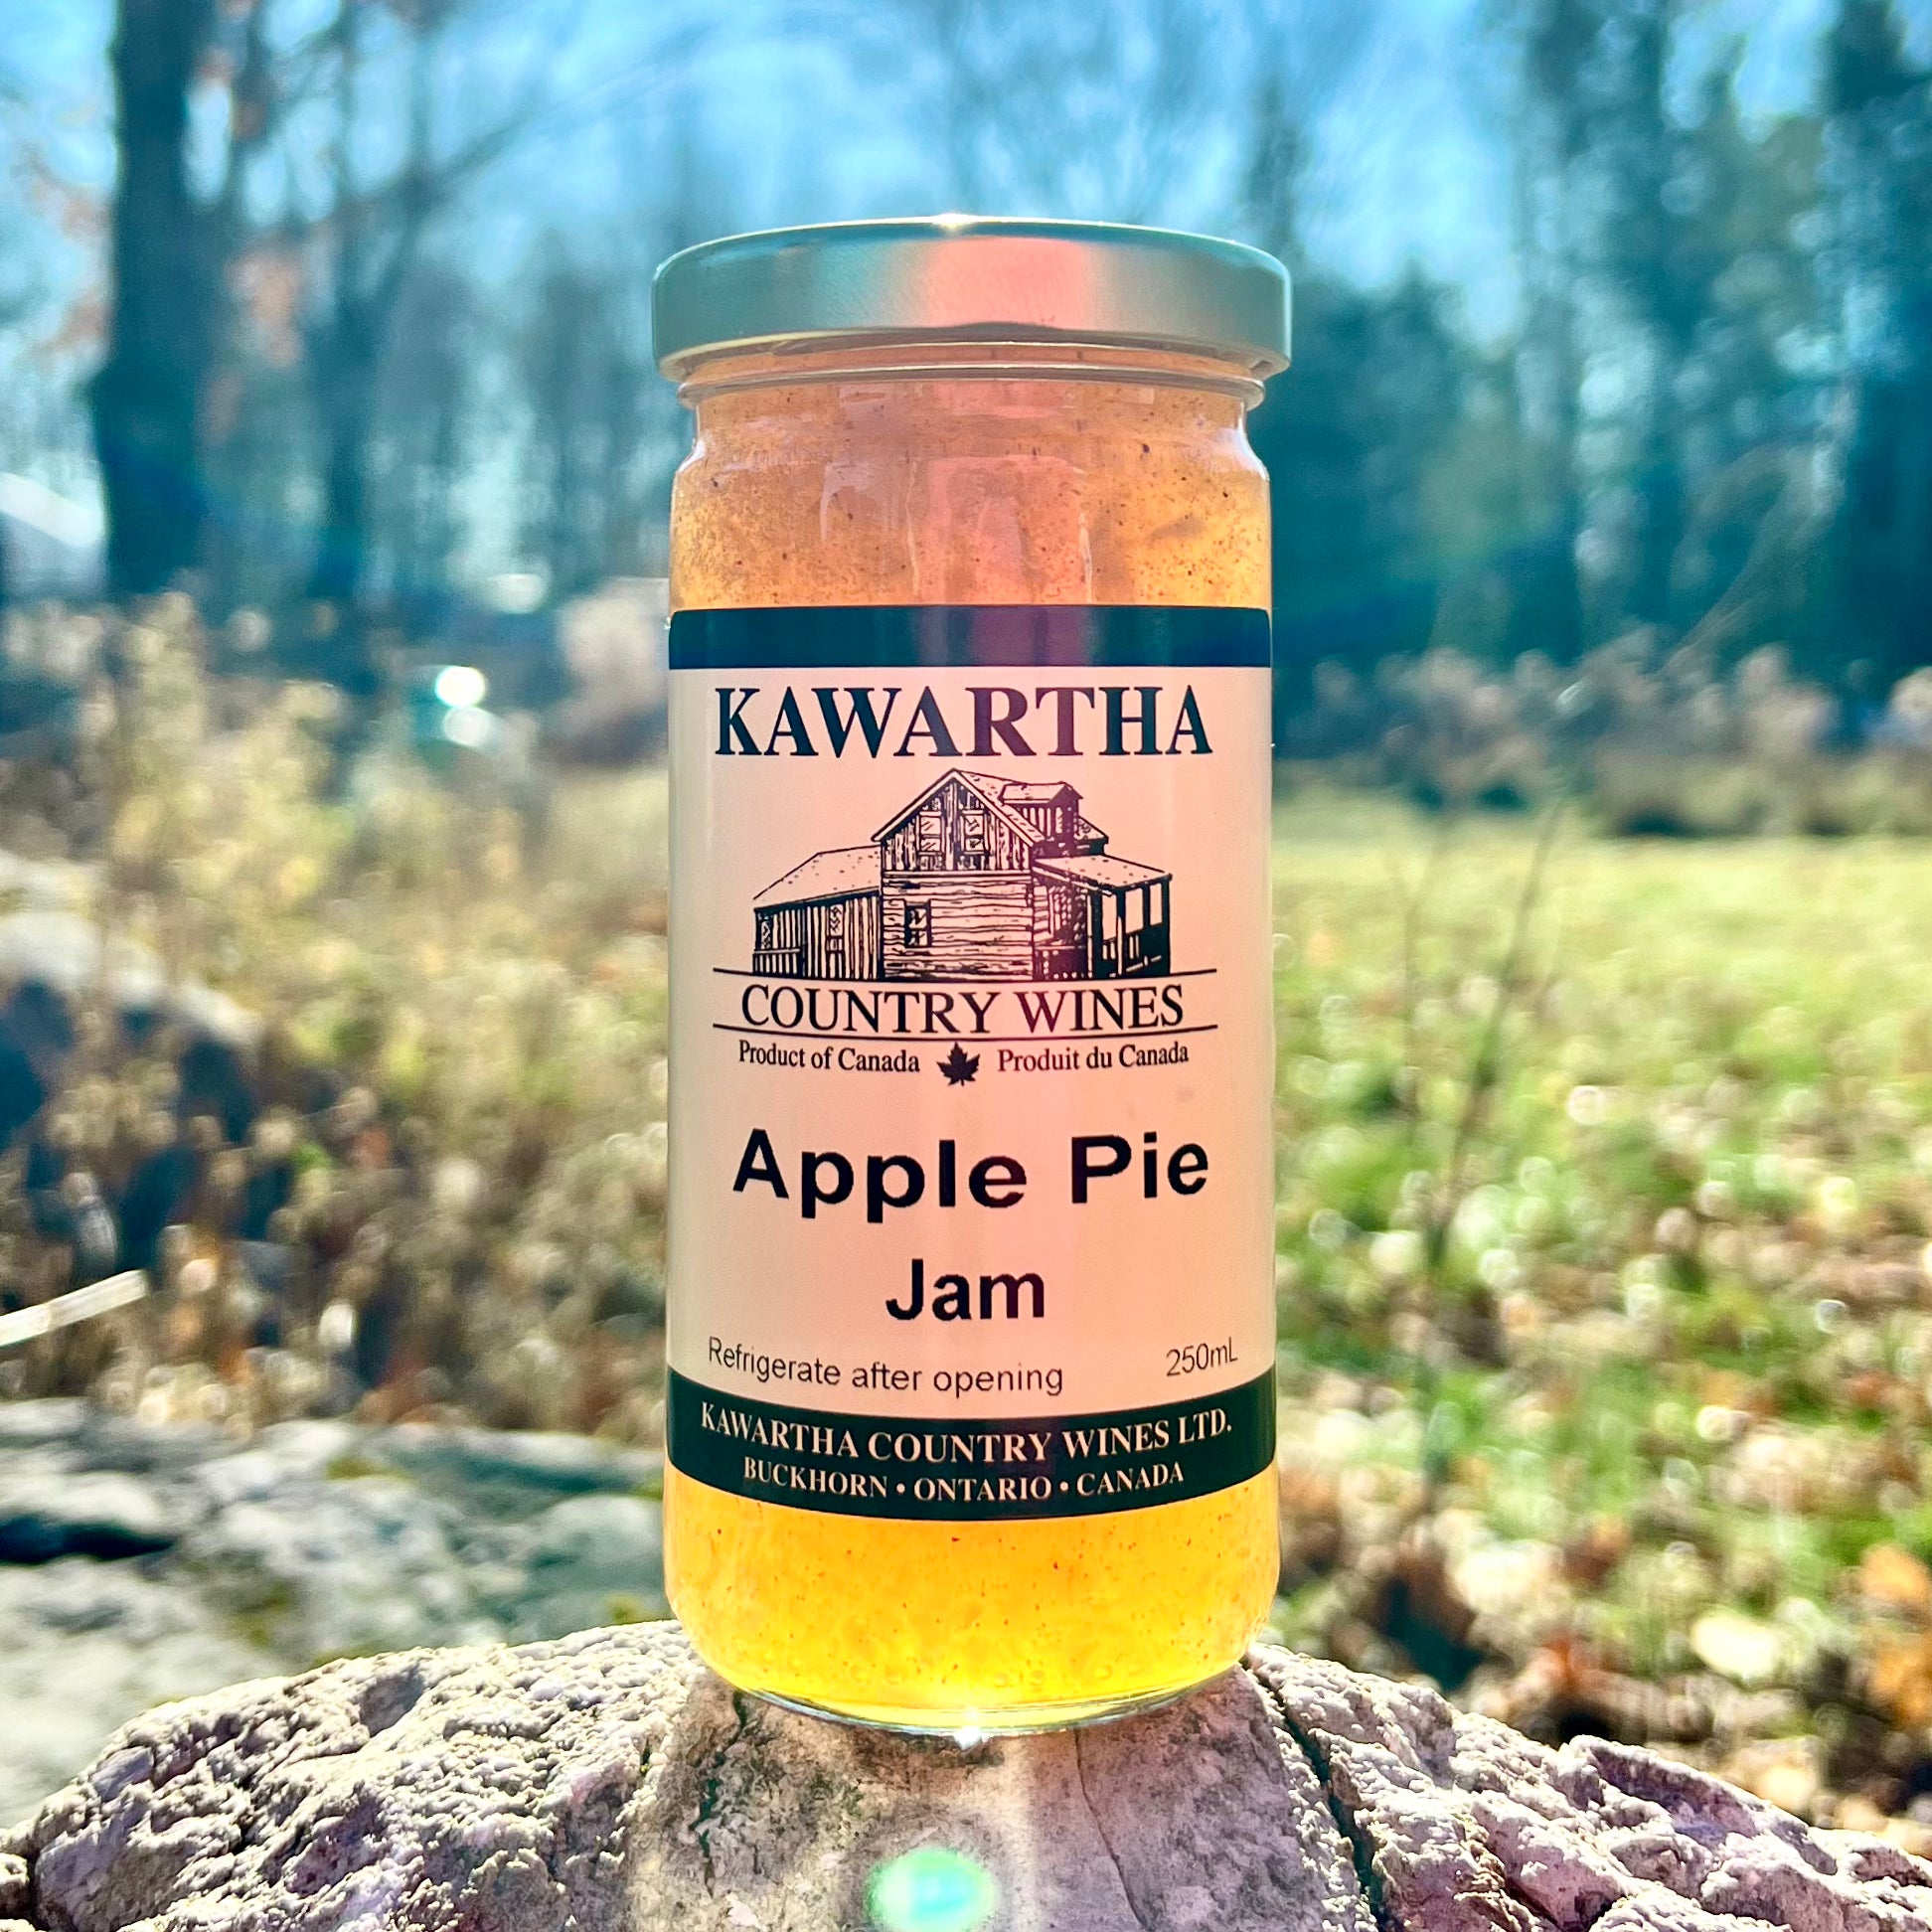 KAWARTHA
COUNTRY WINES
Product of Canada Produit du Canada
Apple Pie
Jam
Refrigerate after opening 250mL
KAWARTHA COUNTRY WINES LTD.
BUCKHORN • ONTARIO • CANADA